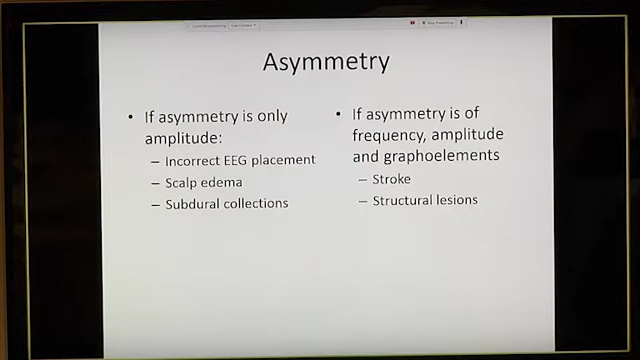 Asymmetry
• If asymmetry is only
amplitude:
– Incorrect EEG placement
– Scalp edema
– Subdural collections
• If asymmetry is of
frequency, amplitude
and graphoelements
– Stroke
– Structural lesions